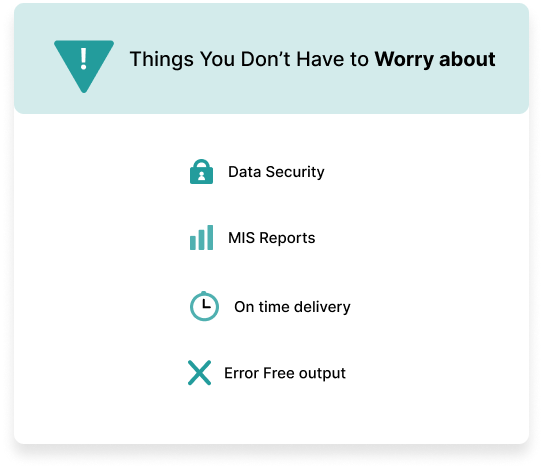 Things You Don’t Have to Worry about
Data Security
MIS Reports
On time delivery
Error Free output